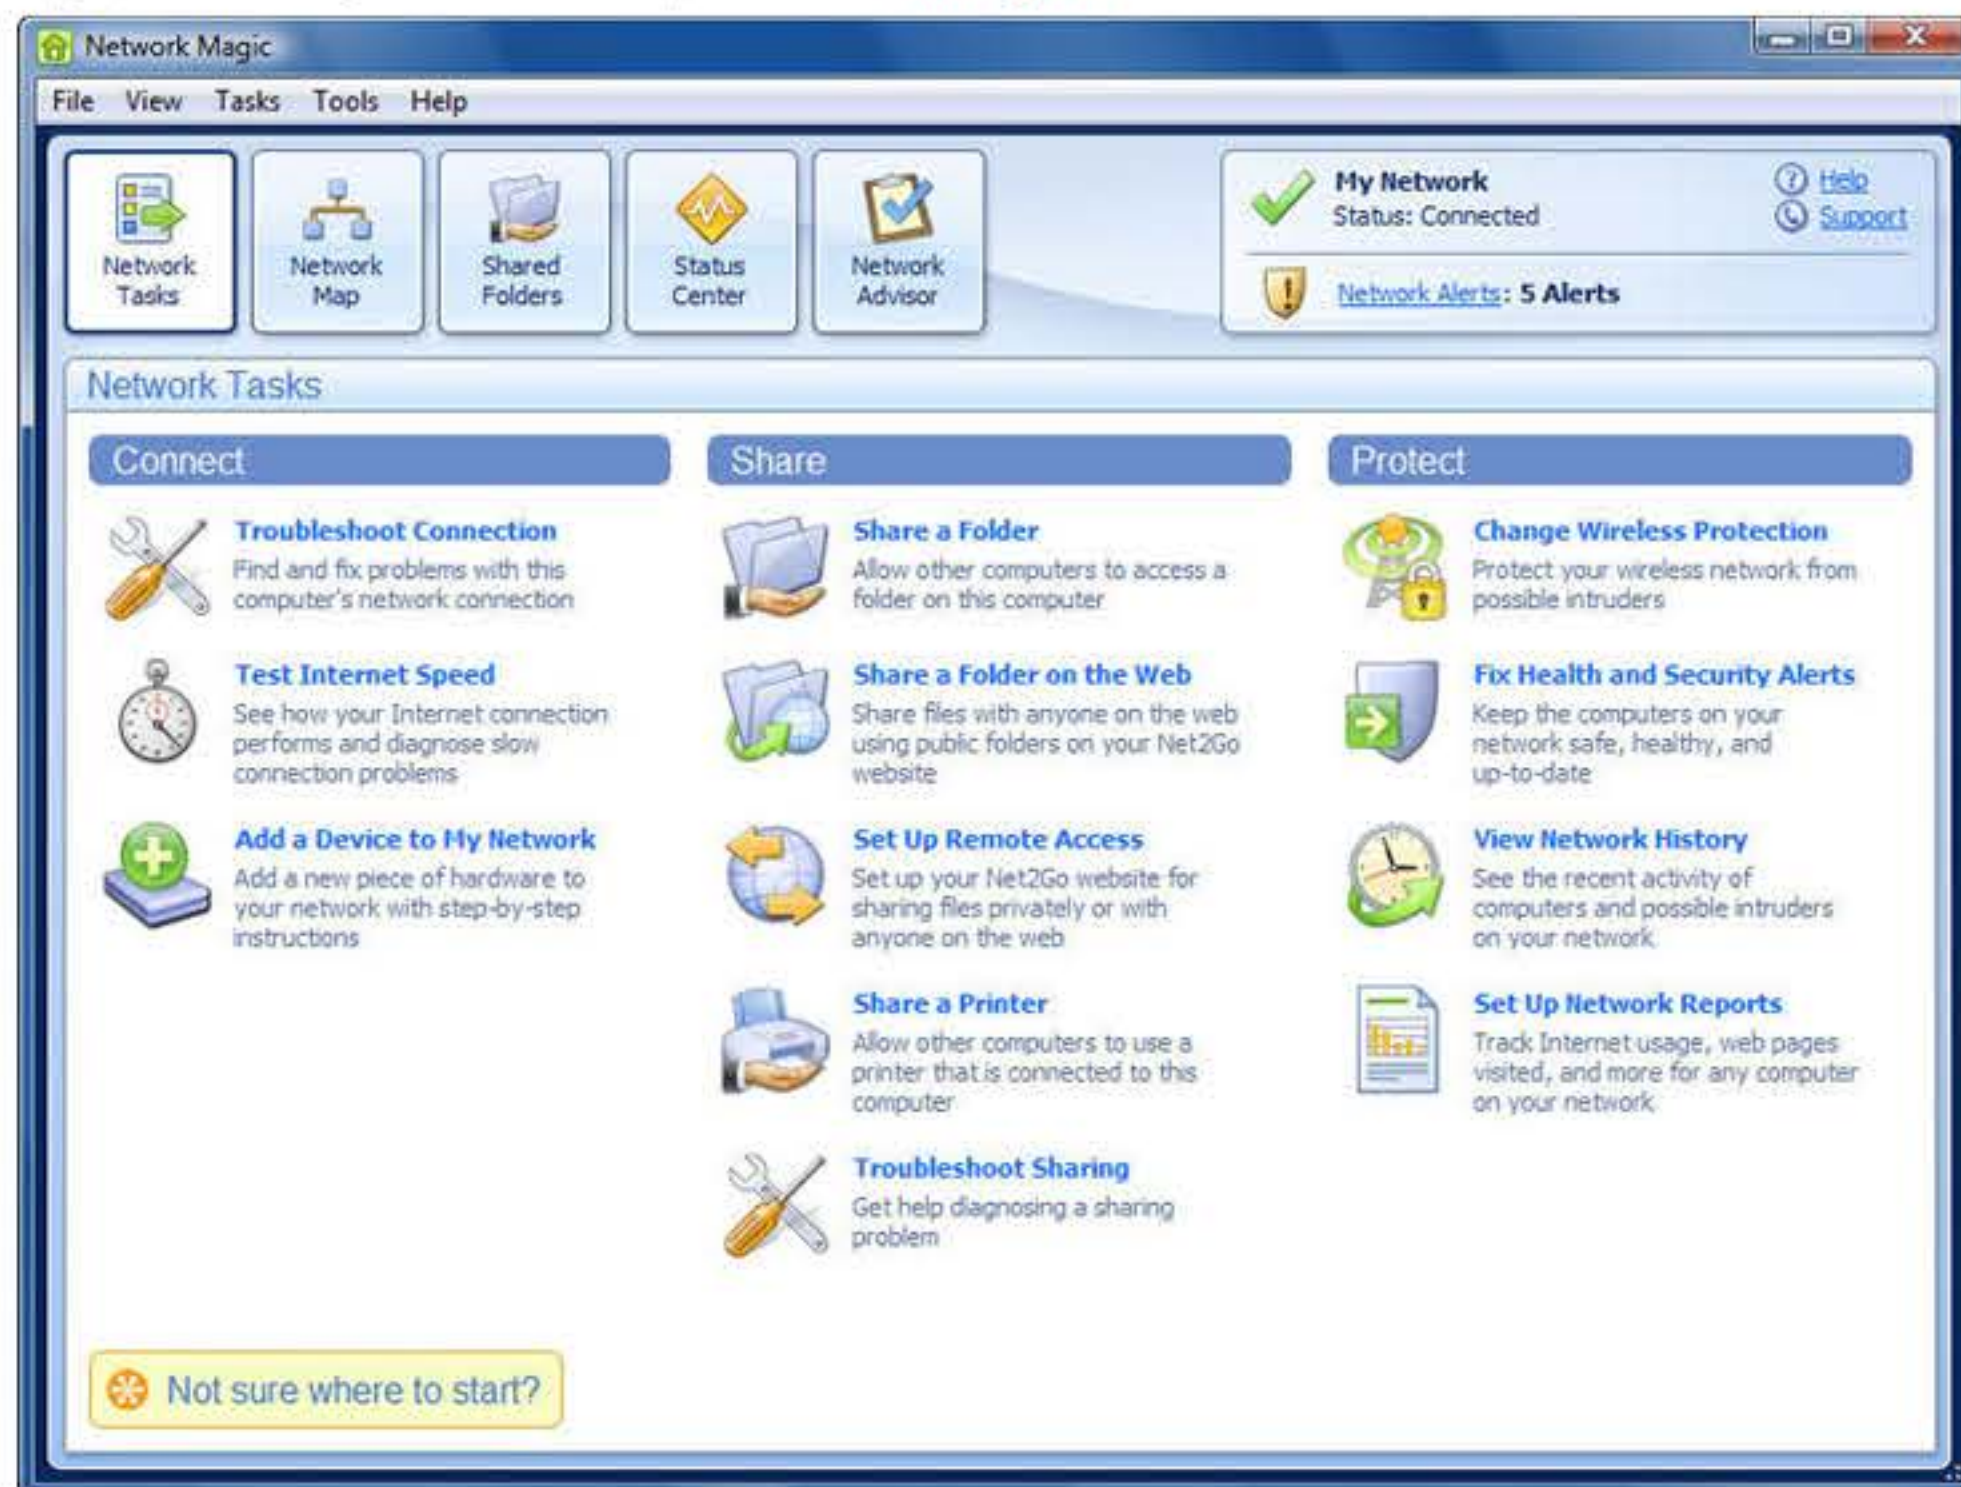 Network Magic
File View Tasks Tools Help
Network
Tasks
Network
Map
Shared
Folders
Status
Center
Network
Advisor
My Network
Status: Connected
Help
Support
Network Alerts: 5 Alerts
Network Tasks
Connect
Troubleshoot Connection
Find and fix problems with this
computer's network connection
Test Internet Speed
See how your Internet connection
performs and diagnose slow
connection problems
Add a Device to My Network
Add a new piece of hardware to
your network with step-by-step
instructions
Share
Share a Folder
Allow other computers to access a
folder on this computer
Share a Folder on the Web
Share files with anyone on the web
using public folders on your Net2Go
website
Set Up Remote Access
Set up your Net2Go website for
sharing files privately or with
anyone on the web
Share a Printer
Allow other computers to use a
printer that is connected to this
computer
Troubleshoot Sharing
Get help diagnosing a sharing
problem
Protect
Change Wireless Protection
Protect your wireless network from
possible intruders
Fix Health and Security Alerts
Keep the computers on your
network safe, healthy, and
up-to-date
View Network History
See the recent activity of
computers and possible intruders
on your network
Set Up Network Reports
Track Internet usage, web pages
visited, and more for any computer
on your network
Not sure where to start?